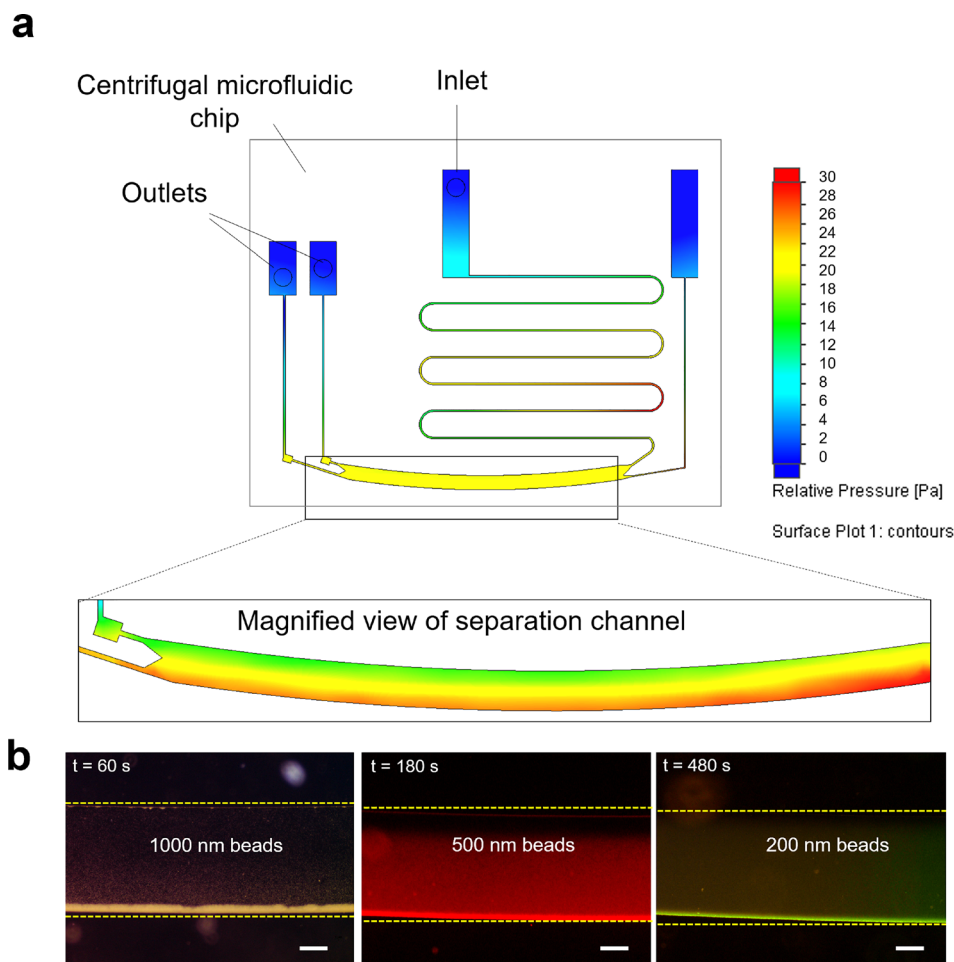 a
Centrifugal microfluidic
chip
Inlet
Outlets
30
28
26
24
22
20
18
16
14
12
10
8
6
4
2
0
Relative Pressure [Pa]
Surface Plot 1: contours
Magnified view of separation channel
b
t = 60 s
1000 nm beads
t = 180 s
500 nm beads
t = 480 s
200 nm beads